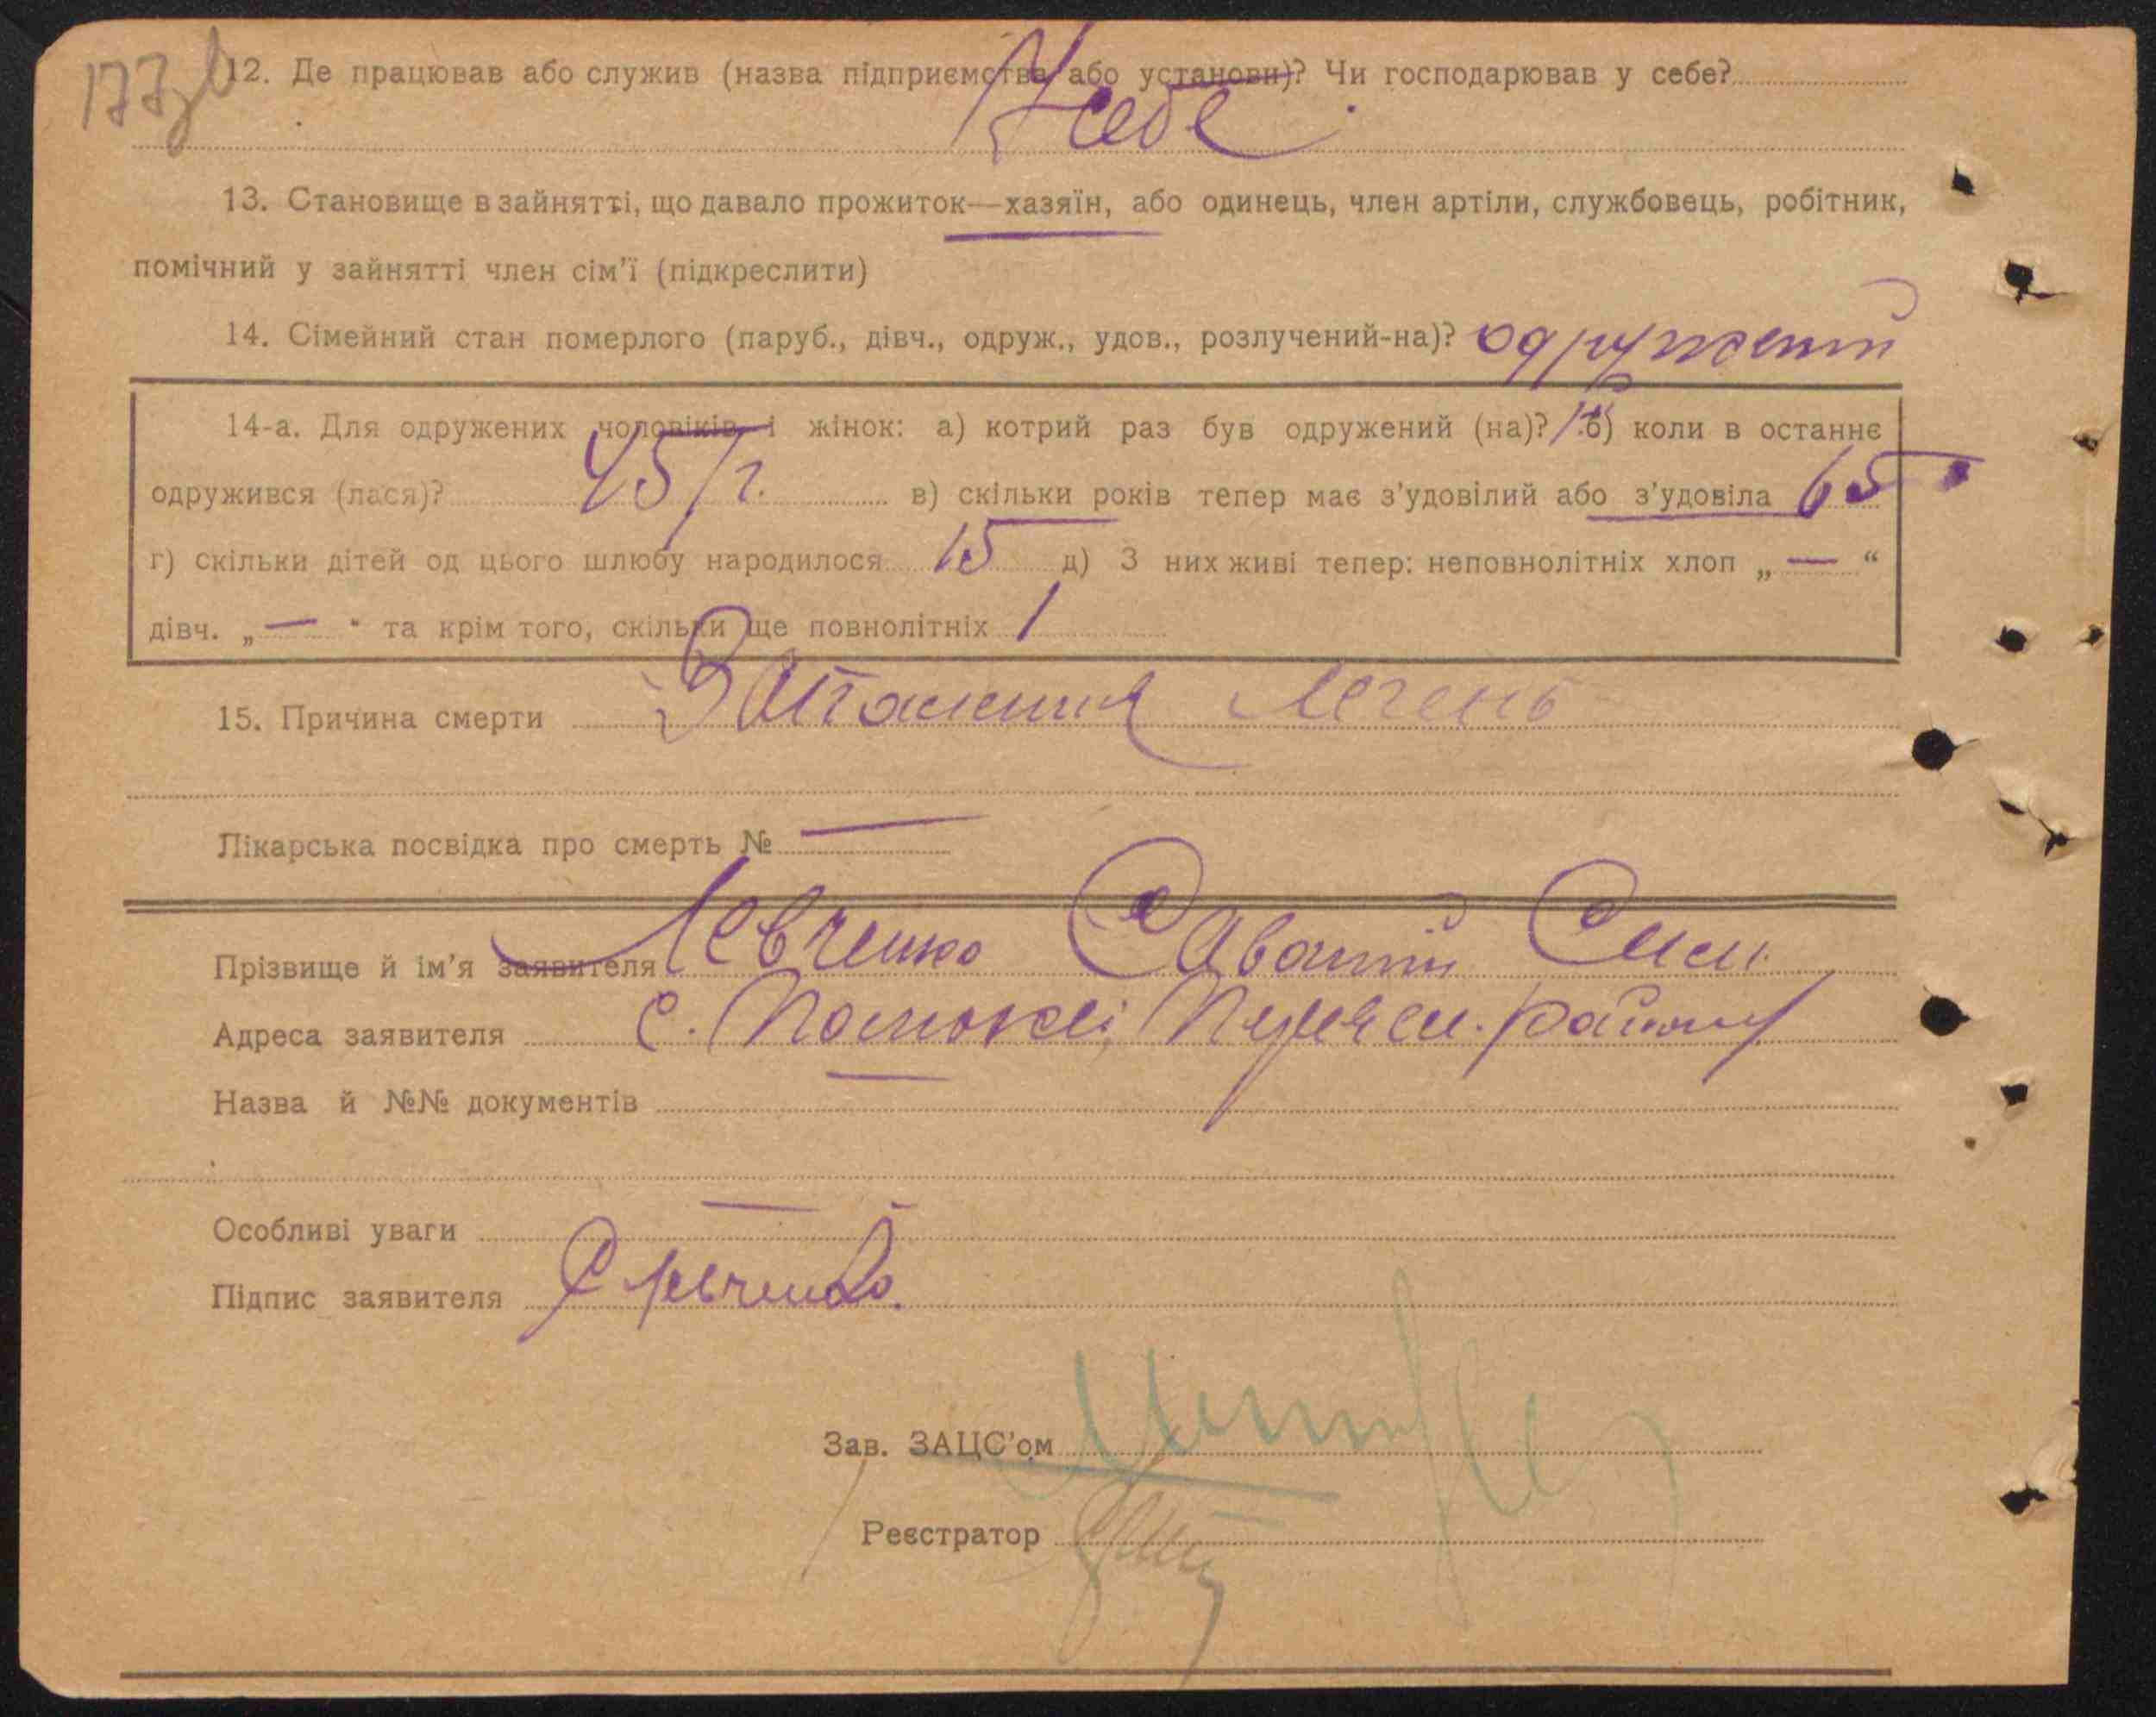 177зв
12. Де працював або служив (назва підприємства або установи)? Чи господарював у себе?
У себе
13. Становище в зайнятті, що давало прожиток—хазяїн, або одинець, член артіли, службовець, робітник,
помічний у зайнятті член сім'ї (підкреслити)
14. Сімейний стан померлого (паруб., дівч., одруж., удов., розлучений-на)? одружений
14-а. Для одружених чоловіків і жінок: а) котрий раз був одружений (на)? 1й б) коли в останнє
одружився (лася)? 45 г. в) скільки років тепер має з'удовілий або з'удовіла 65
г) скільки дітей од цього шлюбу народилося 15 д) З них живі тепер: неповнолітніх хлоп „ — “
дівч. „ — “ та крім того, скільки ще повнолітніх 1
15. Причина смерти Запалення легень
Лікарська посвідка про смерть № —
Прізвище й ім'я заявителя Левченко Саватій
Адреса заявителя с. району
Назва й №№ документів —
Особливі уваги —
Підпис заявителя С Левченко.
Зав. ЗАЦС'ом
Реєстратор